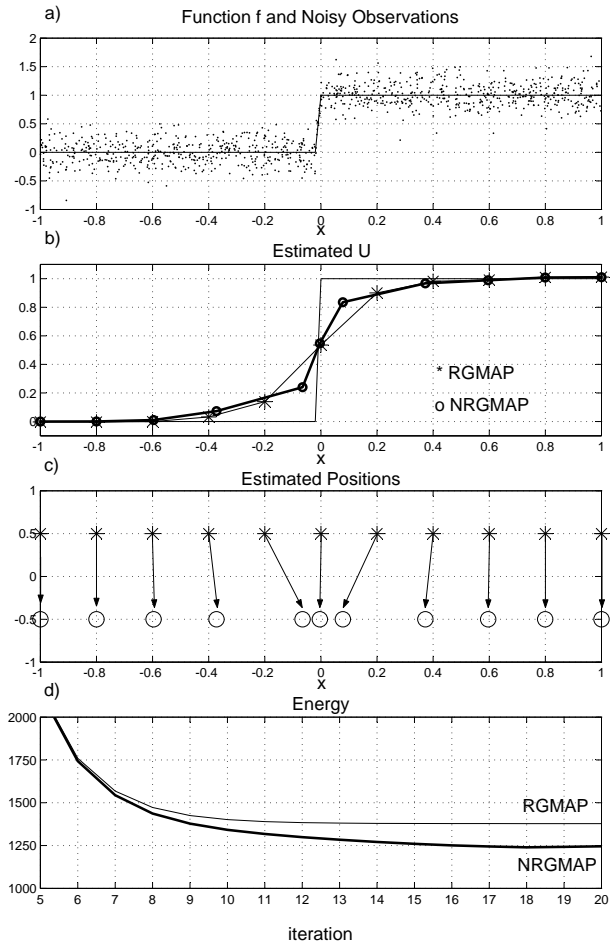 a)
Function f and Noisy Observations
2
1.5
1
0.5
0
-0.5
-1
-1 -0.8 -0.6 -0.4 -0.2 0 0.2 0.4 0.6 0.8 1
x
b)
Estimated U
1
0.8
0.6
0.4
0.2
0
* RGMAP
o NRGMAP
-1 -0.8 -0.6 -0.4 -0.2 0 0.2 0.4 0.6 0.8 1
x
c)
Estimated Positions
1
0.5
0
-0.5
-1
-1 -0.8 -0.6 -0.4 -0.2 0 0.2 0.4 0.6 0.8 1
x
d)
Energy
2000
1750
1500
1250
1000
RGMAP
NRGMAP
5 6 7 8 9 10 11 12 13 14 15 16 17 18 19 20
iteration